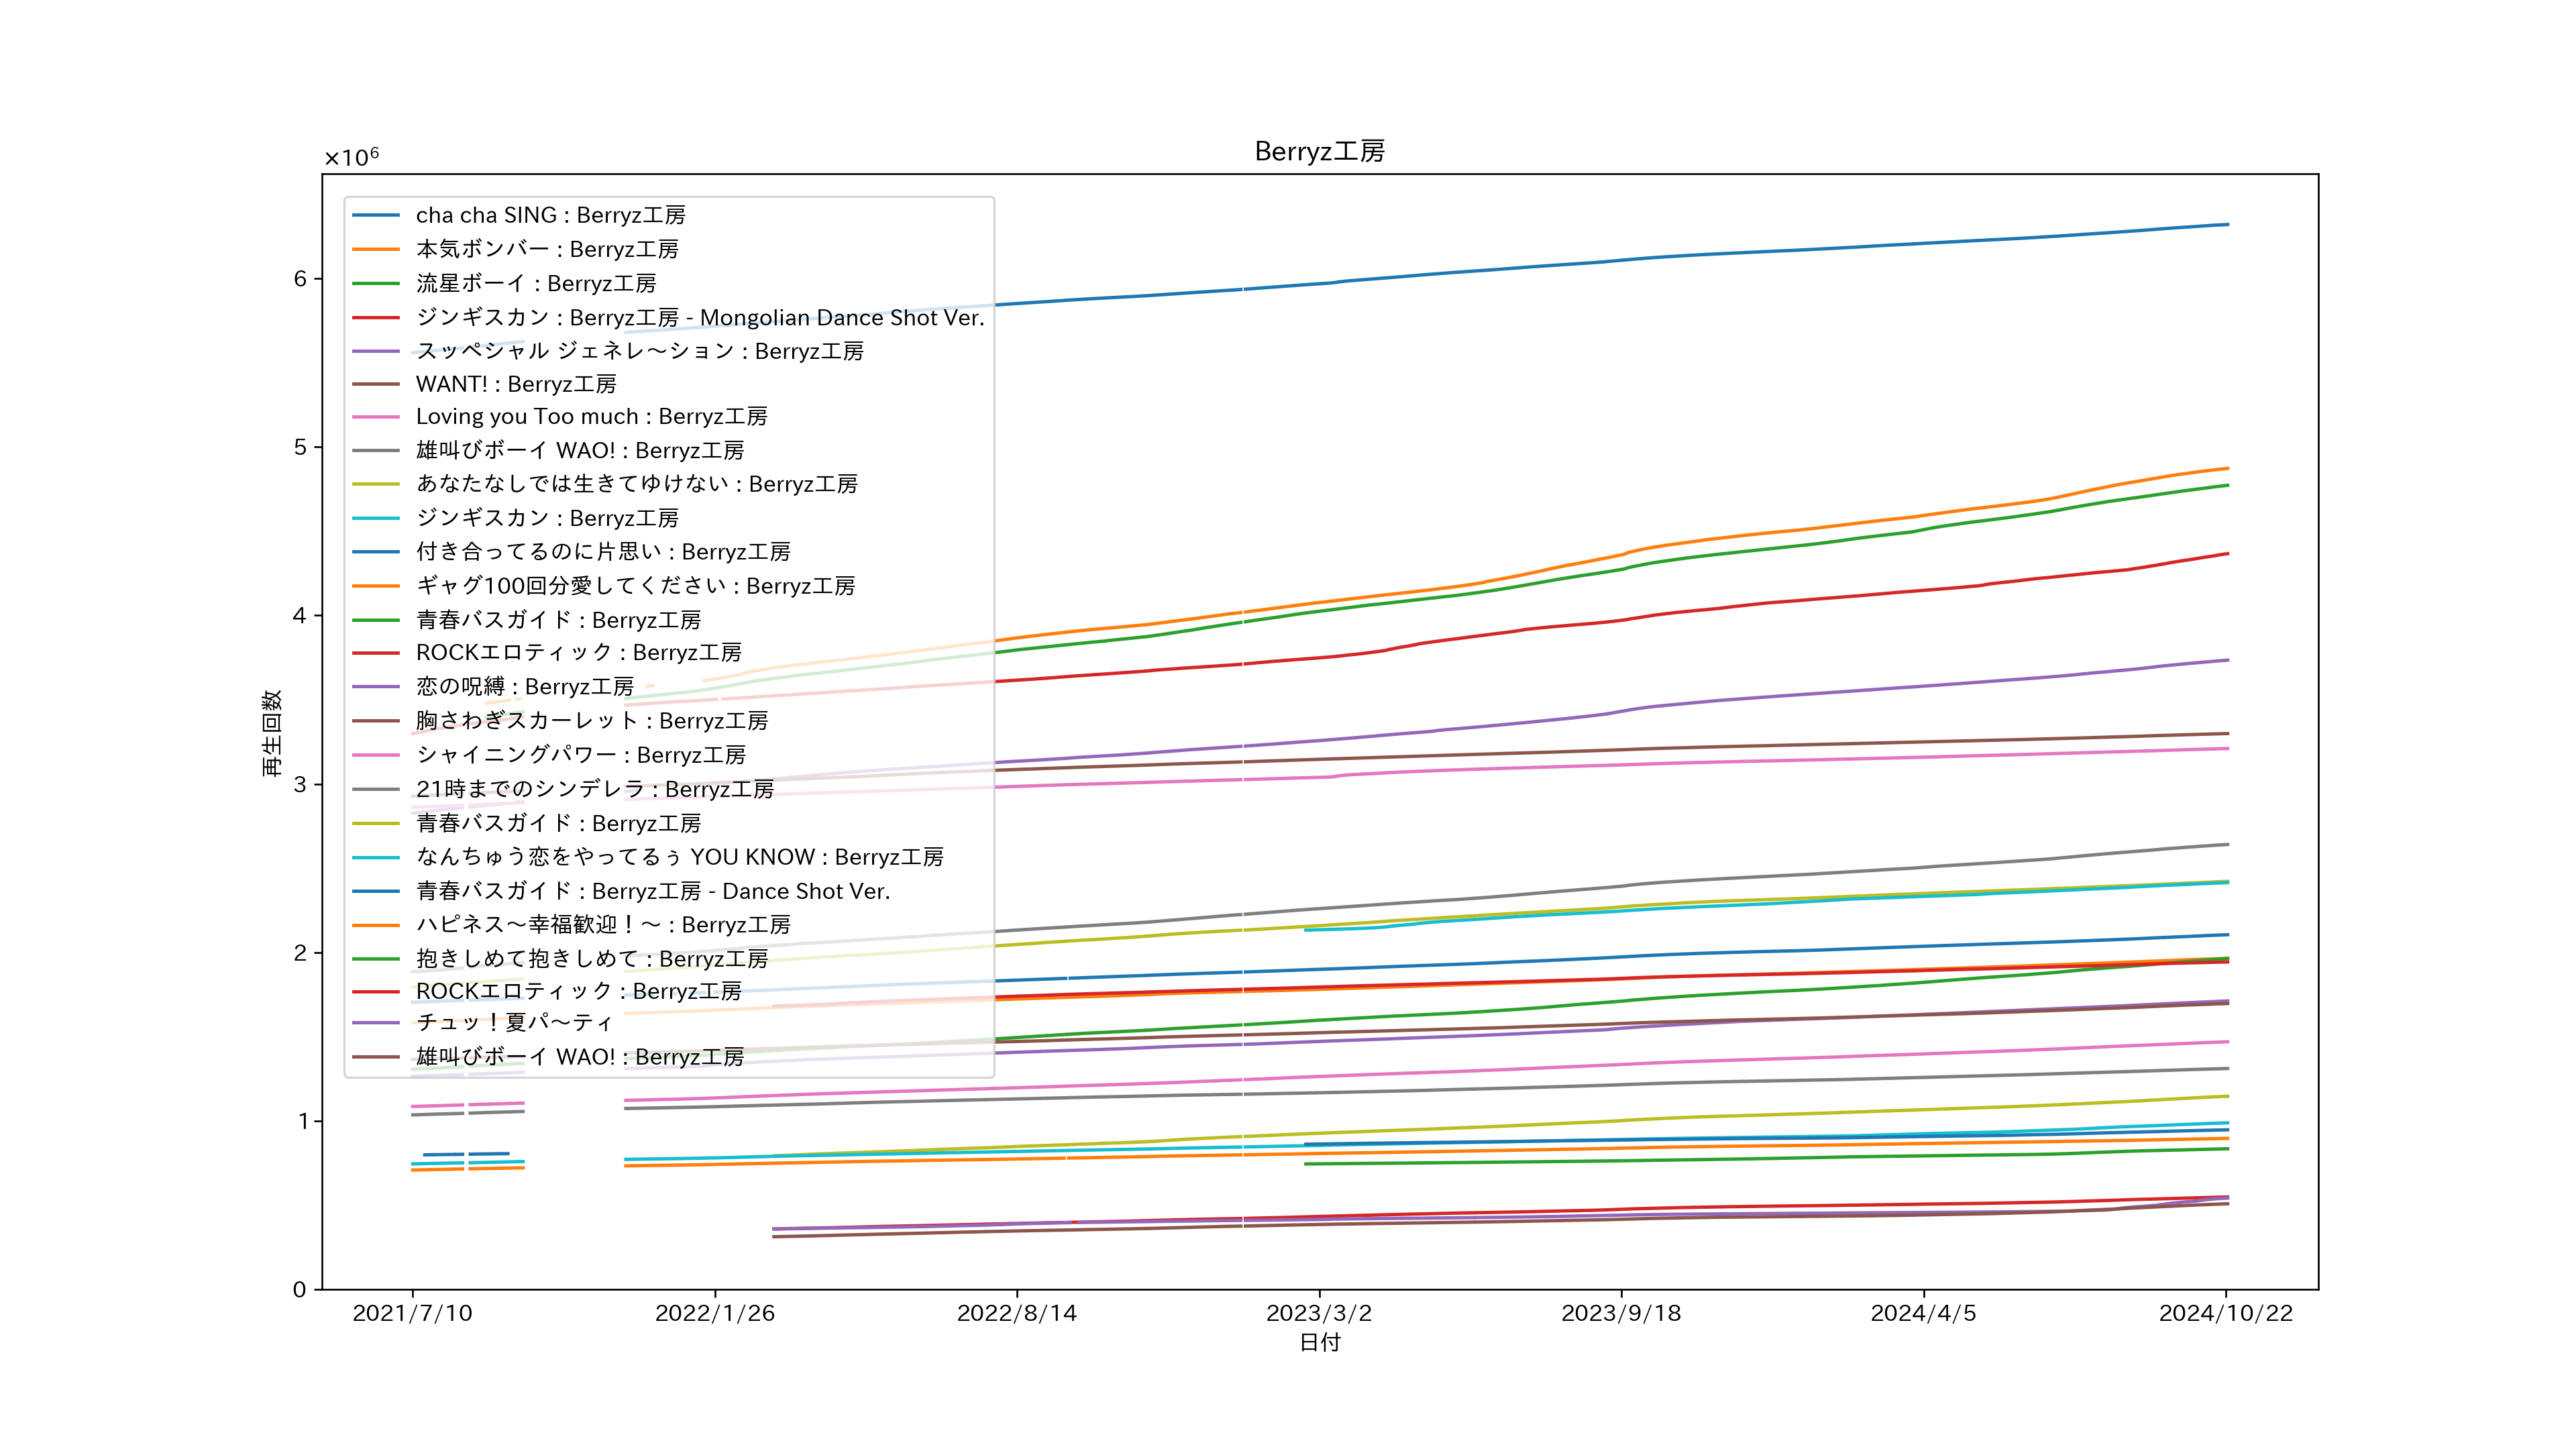 Berryz工房
×10⁶
cha cha SING : Berryz工房
本気ボンバー : Berryz工房
流星ボーイ : Berryz工房
ジンギスカン : Berryz工房 - Mongolian Dance Shot Ver.
スッペシャル ジェネレ～ション : Berryz工房
WANT! : Berryz工房
Loving you Too much : Berryz工房
雄叫びボーイ WAO! : Berryz工房
あなたなしでは生きてゆけない : Berryz工房
ジンギスカン : Berryz工房
付き合ってるのに片思い : Berryz工房
ギャグ100回分愛してください : Berryz工房
青春バスガイド : Berryz工房
ROCKエロティック : Berryz工房
恋の呪縛 : Berryz工房
胸さわぎスカーレット : Berryz工房
シャイニングパワー : Berryz工房
21時までのシンデレラ : Berryz工房
青春バスガイド : Berryz工房
なんちゅう恋をやってるぅ YOU KNOW : Berryz工房
青春バスガイド : Berryz工房 - Dance Shot Ver.
ハピネス～幸福歓迎！～ : Berryz工房
抱きしめて抱きしめて : Berryz工房
ROCKエロティック : Berryz工房
チュッ！夏パ～ティ
雄叫びボーイ WAO! : Berryz工房
6
5
4
3
2
1
0
再生回数
2021/7/10
2022/1/26
2022/8/14
2023/3/2
2023/9/18
2024/4/5
2024/10/22
日付